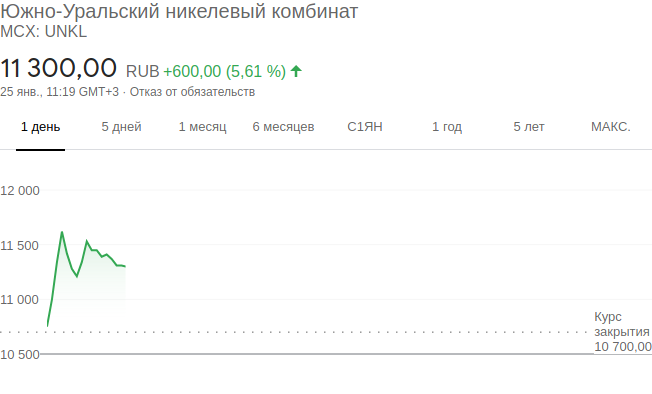 Южно-Уральский никелевый комбинат
MCX: UNKL
11 300,00 RUB +600,00 (5,61 %)
25 янв., 11:19 GMT+3 · Отказ от обязательств
1 день 5 дней 1 месяц 6 месяцев С1ЯН 1 год 5 лет МАКС.
12 000
11 500
11 000
Курс
закрытия
10 700,00
10 500